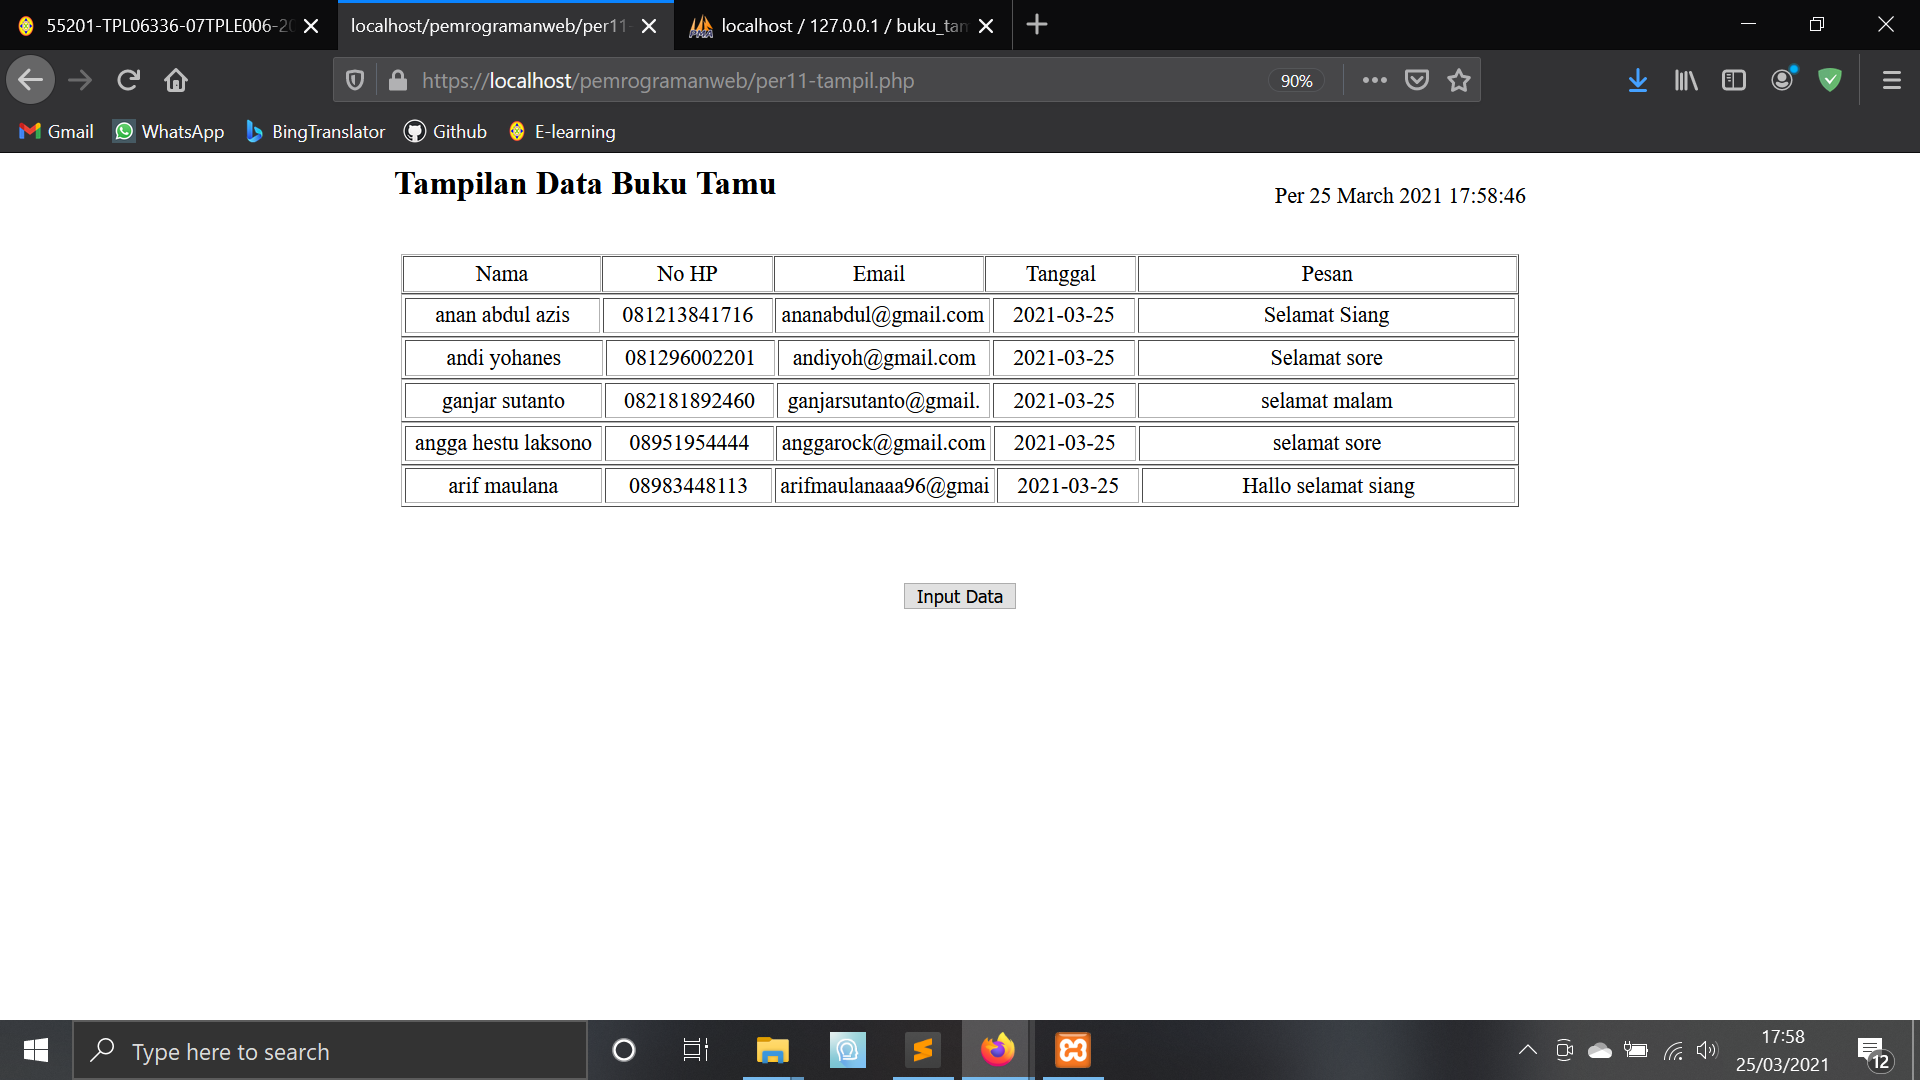 55201-TPL06336-07TPLE006-20
localhost/pemrogramanweb/per11-
localhost / 127.0.0.1 / buku_tam
https://localhost/pemrogramanweb/per11-tampil.php
90%
Gmail WhatsApp BingTranslator Github E-learning
Tampilan Data Buku Tamu
Per 25 March 2021 17:58:46
Nama No HP Email Tanggal Pesan
anan abdul azis 081213841716 ananabdul@gmail.com 2021-03-25 Selamat Siang
andi yohanes 081296002201 andiyoh@gmail.com 2021-03-25 Selamat sore
ganjar sutanto 082181892460 ganjarsutanto@gmail. 2021-03-25 selamat malam
angga hestu laksono 08951954444 anggarock@gmail.com 2021-03-25 selamat sore
arif maulana 08983448113 arifmaulanaaa96@gmai 2021-03-25 Hallo selamat siang
Input Data
Type here to search
17:58
25/03/2021
12